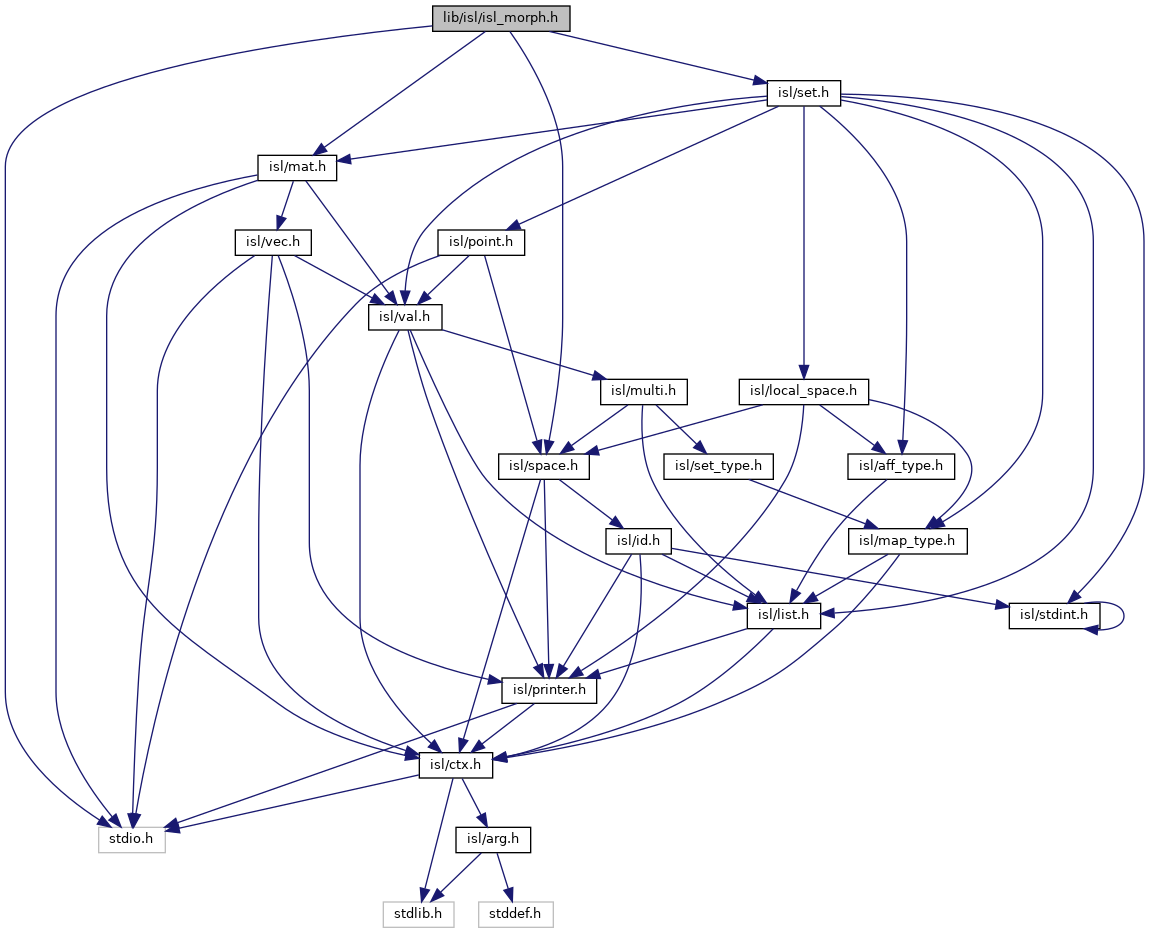 lib/isl/isl_morph.h
isl/set.h
isl/mat.h
isl/vec.h
isl/point.h
isl/val.h
isl/multi.h
isl/local_space.h
isl/space.h
isl/set_type.h
isl/aff_type.h
isl/id.h
isl/map_type.h
isl/list.h
isl/stdint.h
isl/printer.h
isl/ctx.h
stdio.h
isl/arg.h
stdlib.h
stddef.h